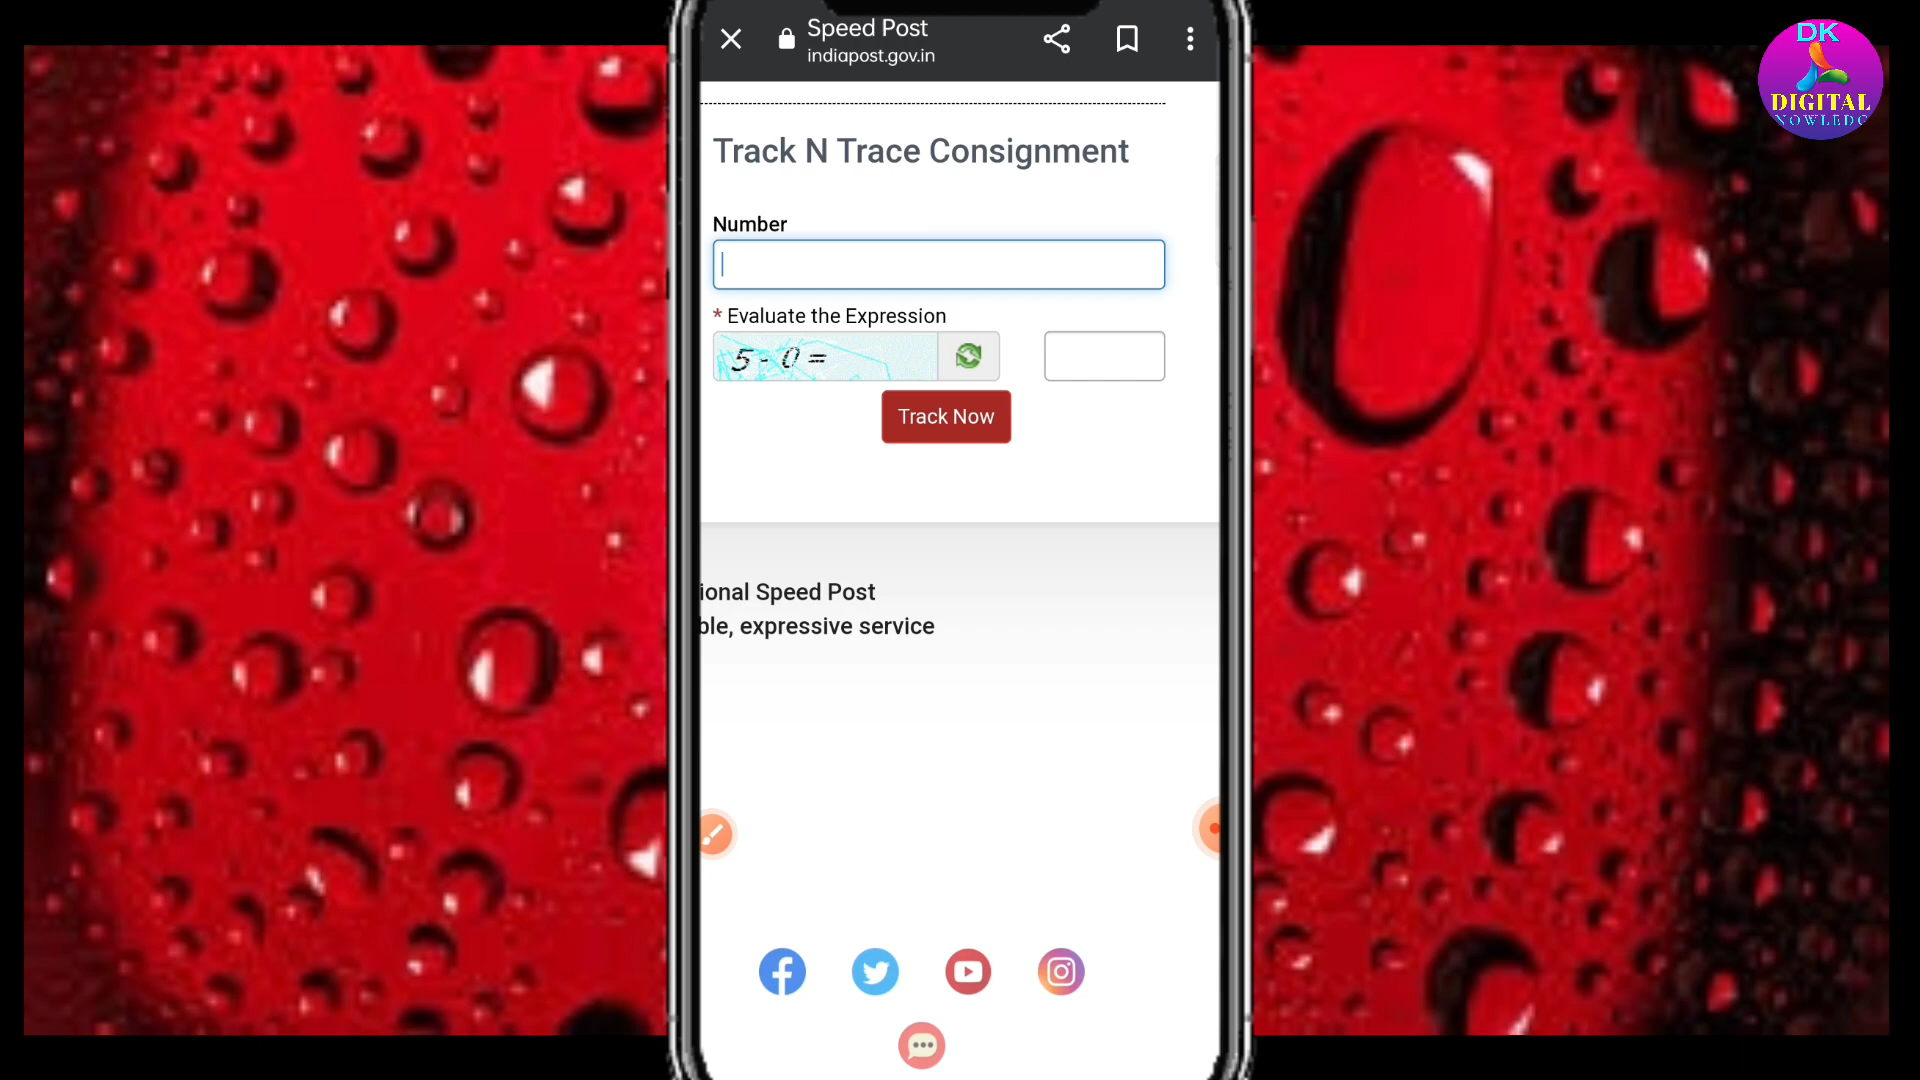 Speed Post
indiapost.gov.in
Track N Trace Consignment
Number
* Evaluate the Expression
5 - 0 =
Track Now
ional Speed Post
ble, expressive service
DK
DIGITAL
NOWLEDG